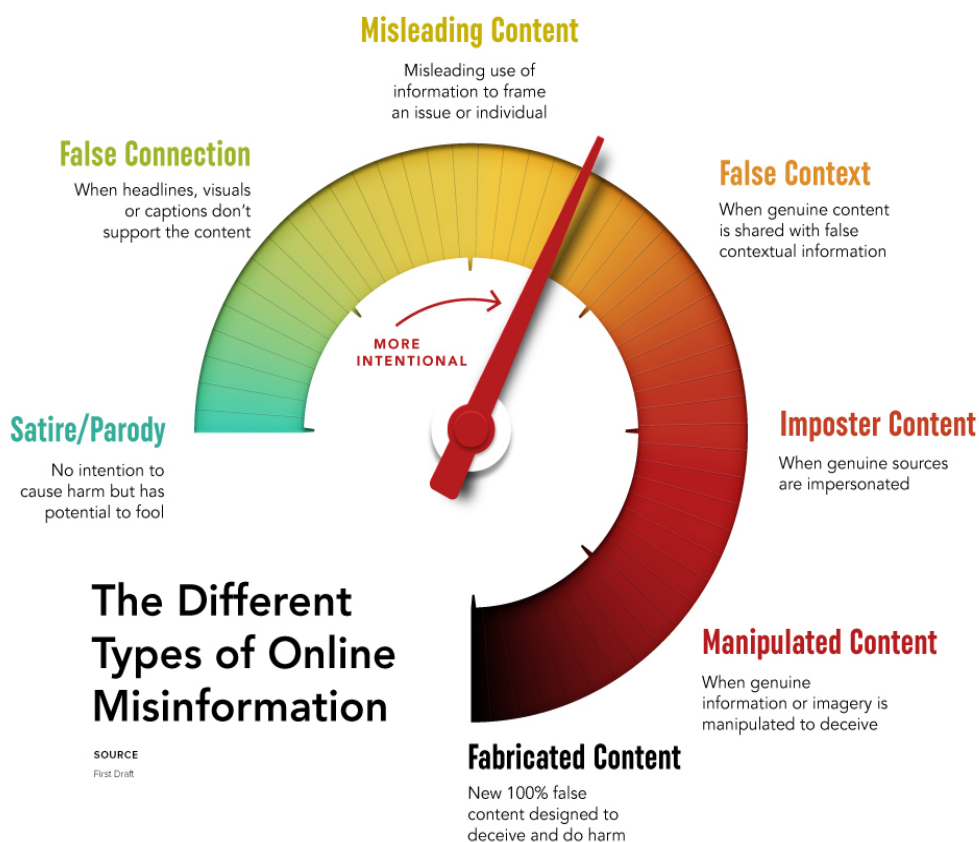 Misleading Content
Misleading use of
information to frame
an issue or individual
False Connection
When headlines, visuals
or captions don’t
support the content
False Context
When genuine content
is shared with false
contextual information
MORE
INTENTIONAL
Satire/Parody
No intention to
cause harm but has
potential to fool
Imposter Content
When genuine sources
are impersonated
The Different
Types of Online
Misinformation
SOURCE
First Draft
Manipulated Content
When genuine
information or imagery is
manipulated to deceive
Fabricated Content
New 100% false
content designed to
deceive and do harm